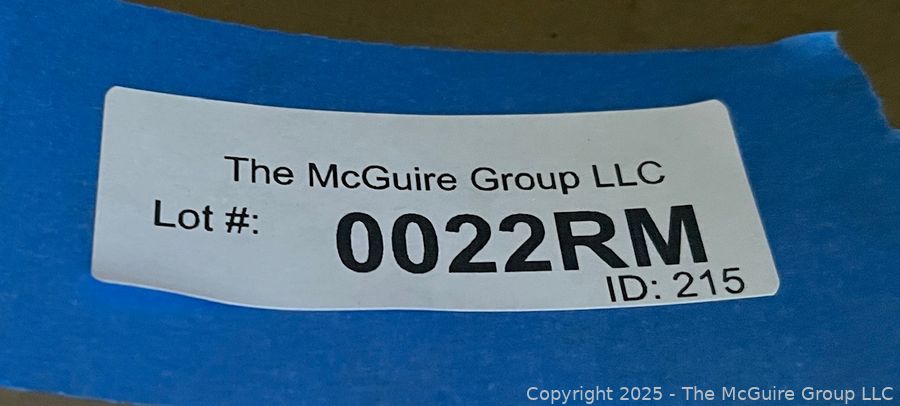 The McGuire Group LLC
Lot #: 0022RM
ID: 215
Copyright 2025 - The McGuire Group LLC